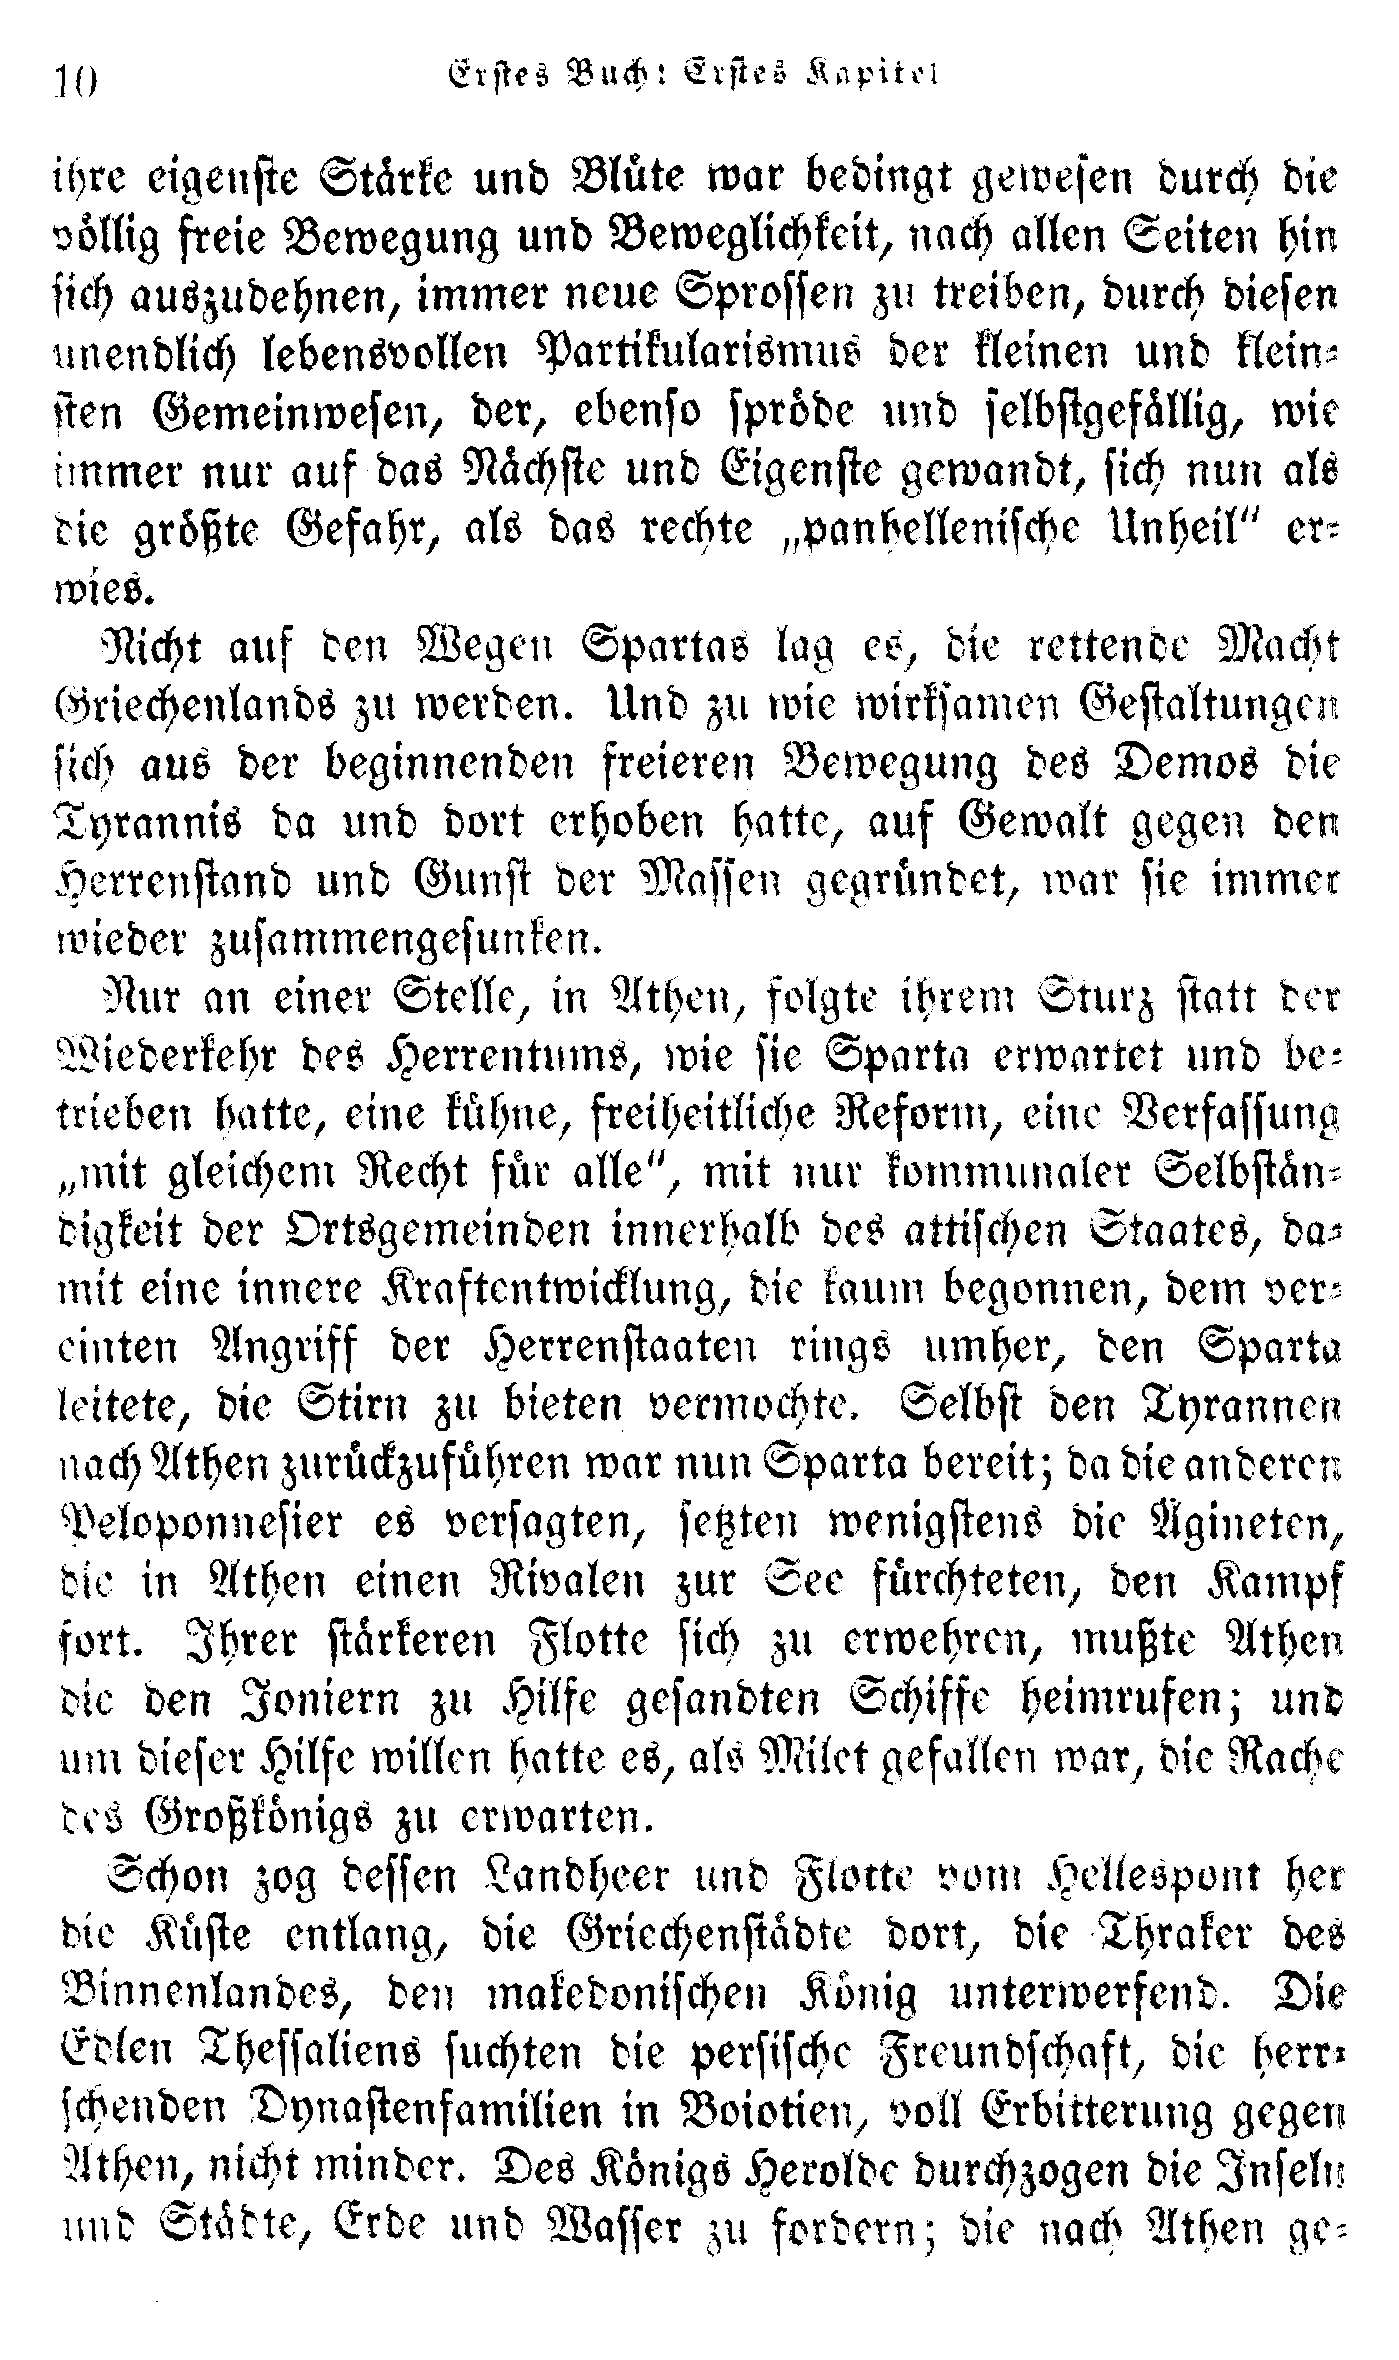 10
Erstes Buch: Erstes Kapitel
ihre eigenste Stärke und Blüte war bedingt gewesen durch die
völlig freie Bewegung und Beweglichkeit, nach allen Seiten hin
sich auszudehnen, immer neue Sprossen zu treiben, durch diesen
unendlich lebensvollen Partikularismus der kleinen und klein-
sten Gemeinwesen, der, ebenso spröde und selbstgefällig, wie
immer nur auf das Nächste und Eigenste gewandt, sich nun als
die größte Gefahr, als das rechte „panhellenische Unheil“ er-
wies.
Nicht auf den Wegen Spartas lag es, die rettende Macht
Griechenlands zu werden. Und zu wie wirksamen Gestaltungen
sich aus der beginnenden freieren Bewegung des Demos die
Tyrannis da und dort erhoben hatte, auf Gewalt gegen den
Herrenstand und Gunst der Massen gegründet, war sie immer
wieder zusammengesunken.
Nur an einer Stelle, in Athen, folgte ihrem Sturz statt der
Wiederkehr des Herrentums, wie sie Sparta erwartet und be-
trieben hatte, eine kühne, freiheitliche Reform, eine Verfassung
„mit gleichem Recht für alle“, mit nur kommunaler Selbstän-
digkeit der Ortsgemeinden innerhalb des attischen Staates, da-
mit eine innere Kraftentwicklung, die kaum begonnen, dem ver-
einten Angriff der Herrenstaaten rings umher, den Sparta
leitete, die Stirn zu bieten vermochte. Selbst den Tyrannen
nach Athen zurückzuführen war nun Sparta bereit; da die anderen
Peloponnesier es versagten, setzten wenigstens die Ägineten,
die in Athen einen Rivalen zur See fürchteten, den Kampf
fort. Ihrer stärkeren Flotte sich zu erwehren, mußte Athen
die den Joniern zu Hilfe gesandten Schiffe heimrufen; und
um dieser Hilfe willen hatte es, als Milet gefallen war, die Rache
des Großkönigs zu erwarten.
Schon zog dessen Landheer und Flotte vom Hellespont her
die Küste entlang, die Griechenstädte dort, die Thraker des
Binnenlandes, den makedonischen König unterwerfend. Die
Edlen Thessaliens suchten die persische Freundschaft, die herr-
schenden Dynastenfamilien in Boiotien, voll Erbitterung gegen
Athen, nicht minder. Des Königs Herolde durchzogen die Inseln
und Städte, Erde und Wasser zu fordern; die nach Athen ge-